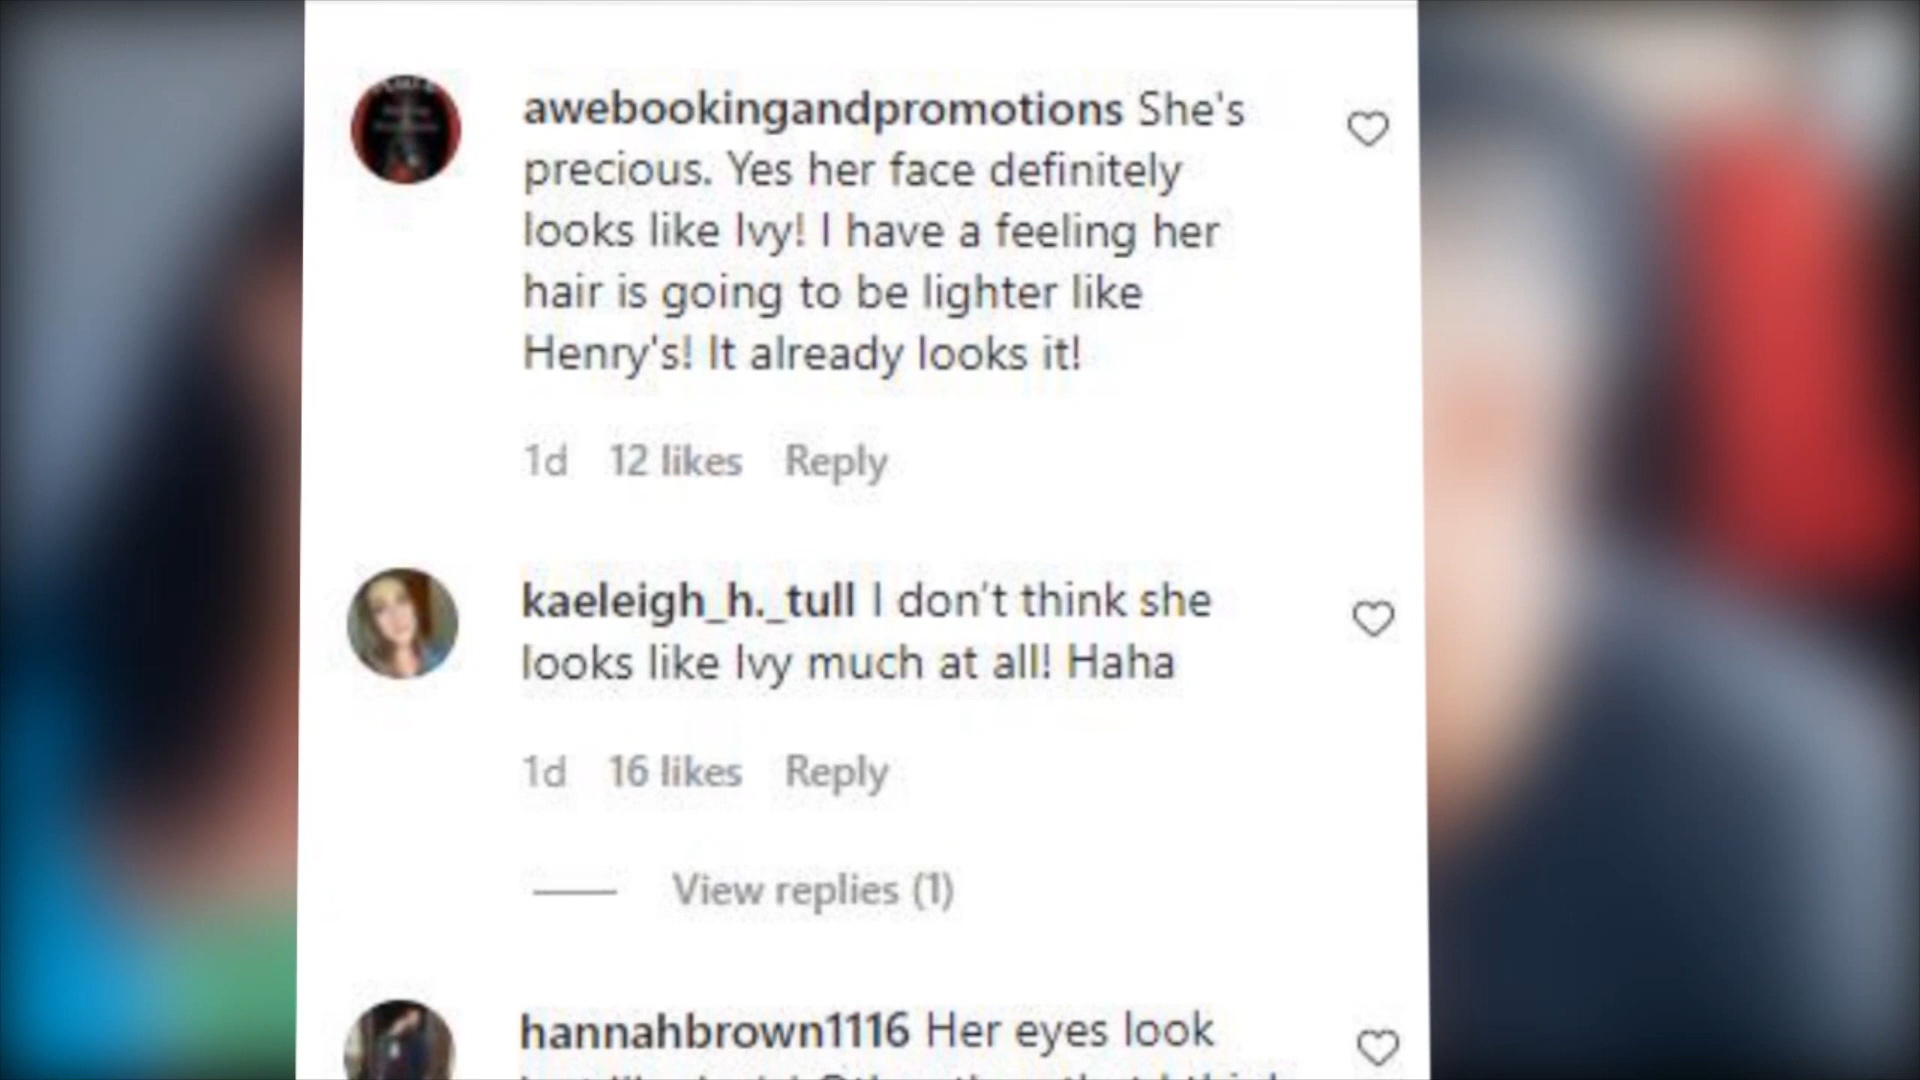 awebookingandpromotions She's
precious. Yes her face definitely
looks like Ivy! I have a feeling her
hair is going to be lighter like
Henry's! It already looks it!
1d 12 likes Reply
kaeleigh_h._tull I don't think she
looks like Ivy much at all! Haha
1d 16 likes Reply
View replies (1)
hannahbrown1116 Her eyes look